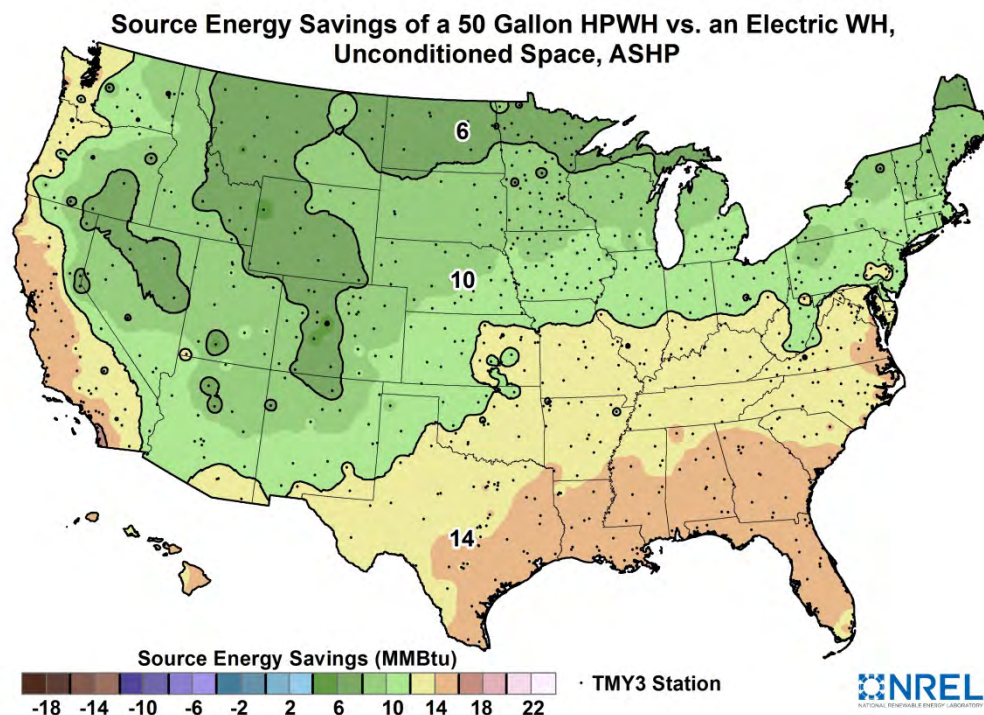 Source Energy Savings of a 50 Gallon HPWH vs. an Electric WH,
Unconditioned Space, ASHP
6
10
14
Source Energy Savings (MMBtu)
-18 -14 -10 -6 -2 2 6 10 14 18 22
· TMY3 Station
NREL
NATIONAL RENEWABLE ENERGY LABORATORY